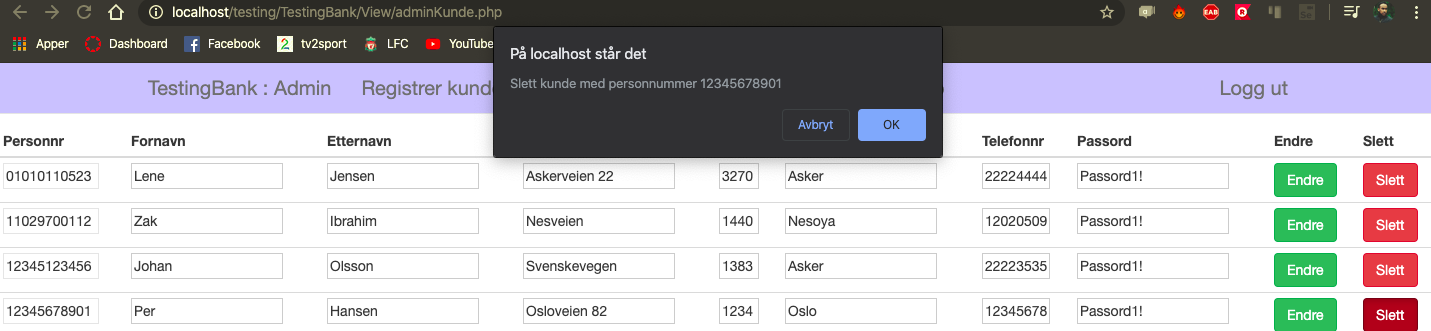 localhost/testing/TestingBank/View/adminKunde.php
EAB
Apper Dashboard Facebook 2 tv2sport LFC YouTube
På localhost står det
Slett kunde med personnummer 12345678901
Avbryt OK
TestingBank : Admin Registrer kunde Logg ut
Personnr Fornavn Etternavn Telefonnr Passord Endre Slett
01010110523 Lene Jensen Askerveien 22 3270 Asker 22224444 Passord1! Endre Slett
11029700112 Zak Ibrahim Nesveien 1440 Nesoya 12020509 Passord1! Endre Slett
12345123456 Johan Olsson Svenskevegen 1383 Asker 22223535 Passord1! Endre Slett
12345678901 Per Hansen Osloveien 82 1234 Oslo 12345678 Passord1! Endre Slett